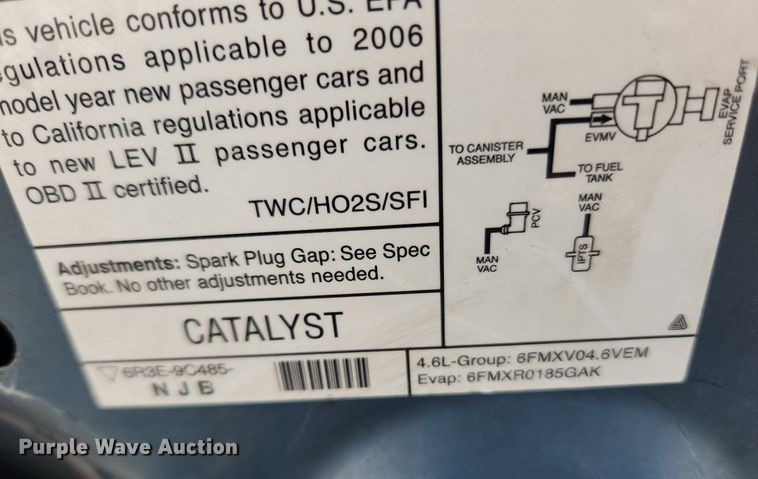 is vehicle conforms to U.S. EPA
egulations applicable to 2006
model year new passenger cars and
to California regulations applicable
to new LEV II passenger cars.
OBD II certified.
TWC/HO2S/SFI
Adjustments: Spark Plug Gap: See Spec
Book. No other adjustments needed.
CATALYST
6R3E-9C485-
NJB
MAN
VAC
EVMV
EVAP
SERVICE PORT
TO CANISTER
ASSEMBLY
TO FUEL
TANK
MAN
VAC
PCV
MAN
VAC
IPTS
4.6L-Group: 6FMXV04.6VEM
Evap: 6FMXR0185GAK
Purple Wave Auction